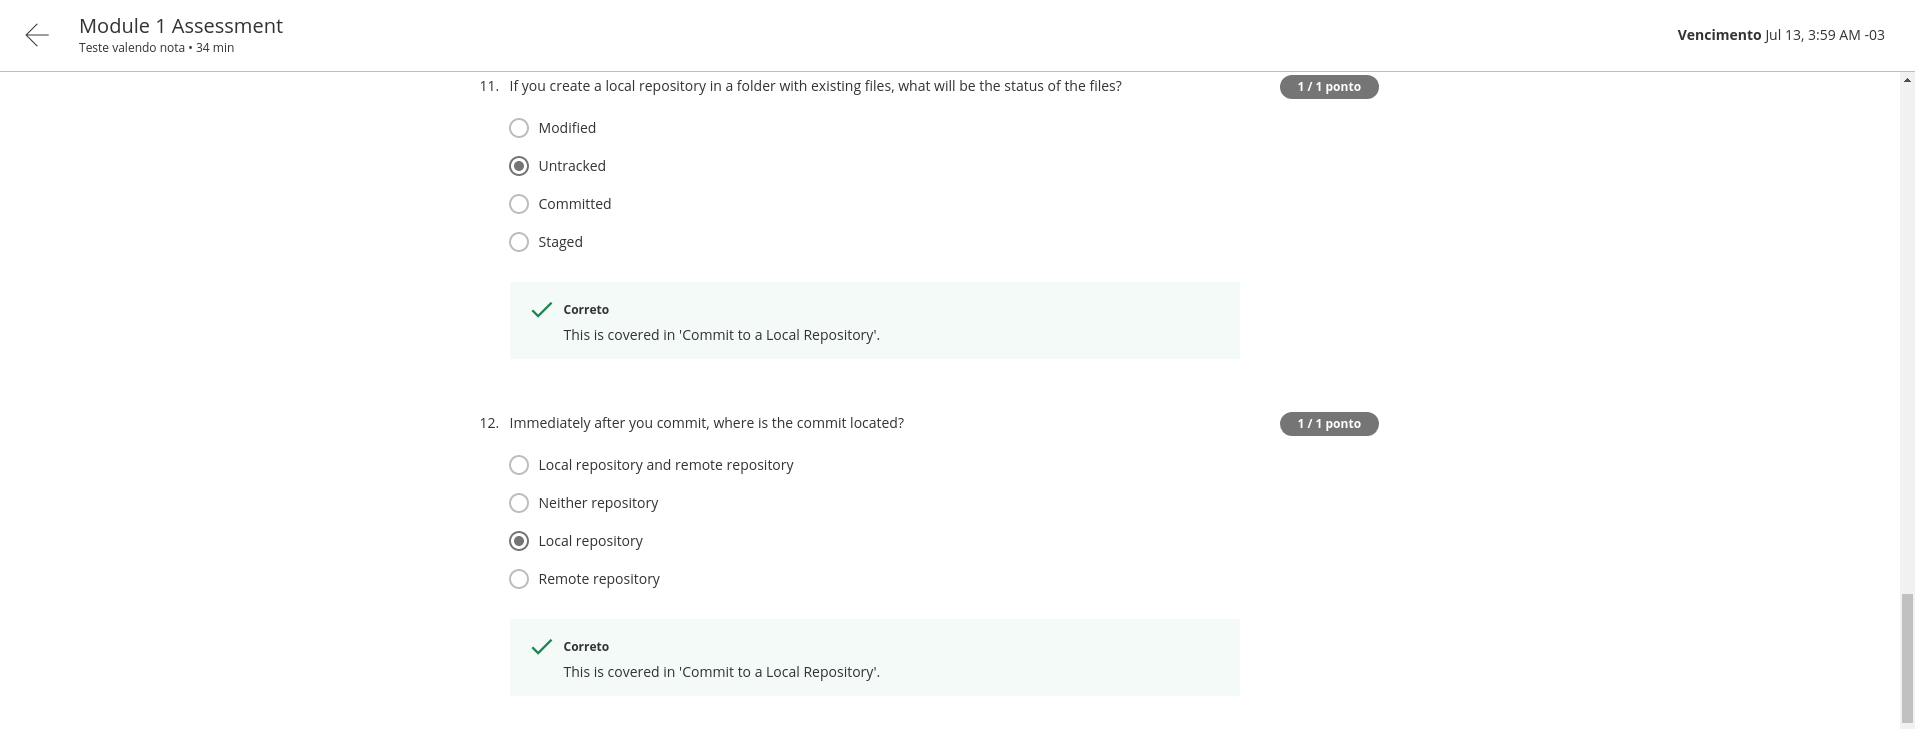 Module 1 Assessment
Teste valendo nota • 34 min
Vencimento Jul 13, 3:59 AM -03
11. If you create a local repository in a folder with existing files, what will be the status of the files?
1 / 1 ponto
Modified
Untracked
Committed
Staged
Correto
This is covered in 'Commit to a Local Repository'.
12. Immediately after you commit, where is the commit located?
1 / 1 ponto
Local repository and remote repository
Neither repository
Local repository
Remote repository
Correto
This is covered in 'Commit to a Local Repository'.